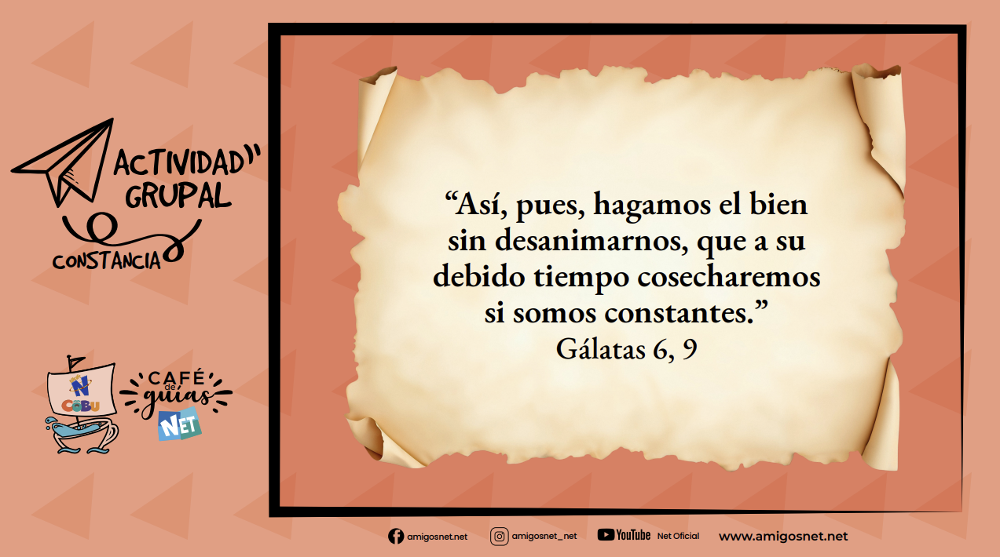 ACTIVIDAD
GRUPAL
CONSTANCIA
“Así, pues, hagamos el bien
sin desanimarnos, que a su
debido tiempo cosecharemos
si somos constantes.”
Gálatas 6, 9
N
COBU
CAFÉ
de
guías
NET
amigosnet.net
amigosnet_net
YouTube Net Oficial
www.amigosnet.net